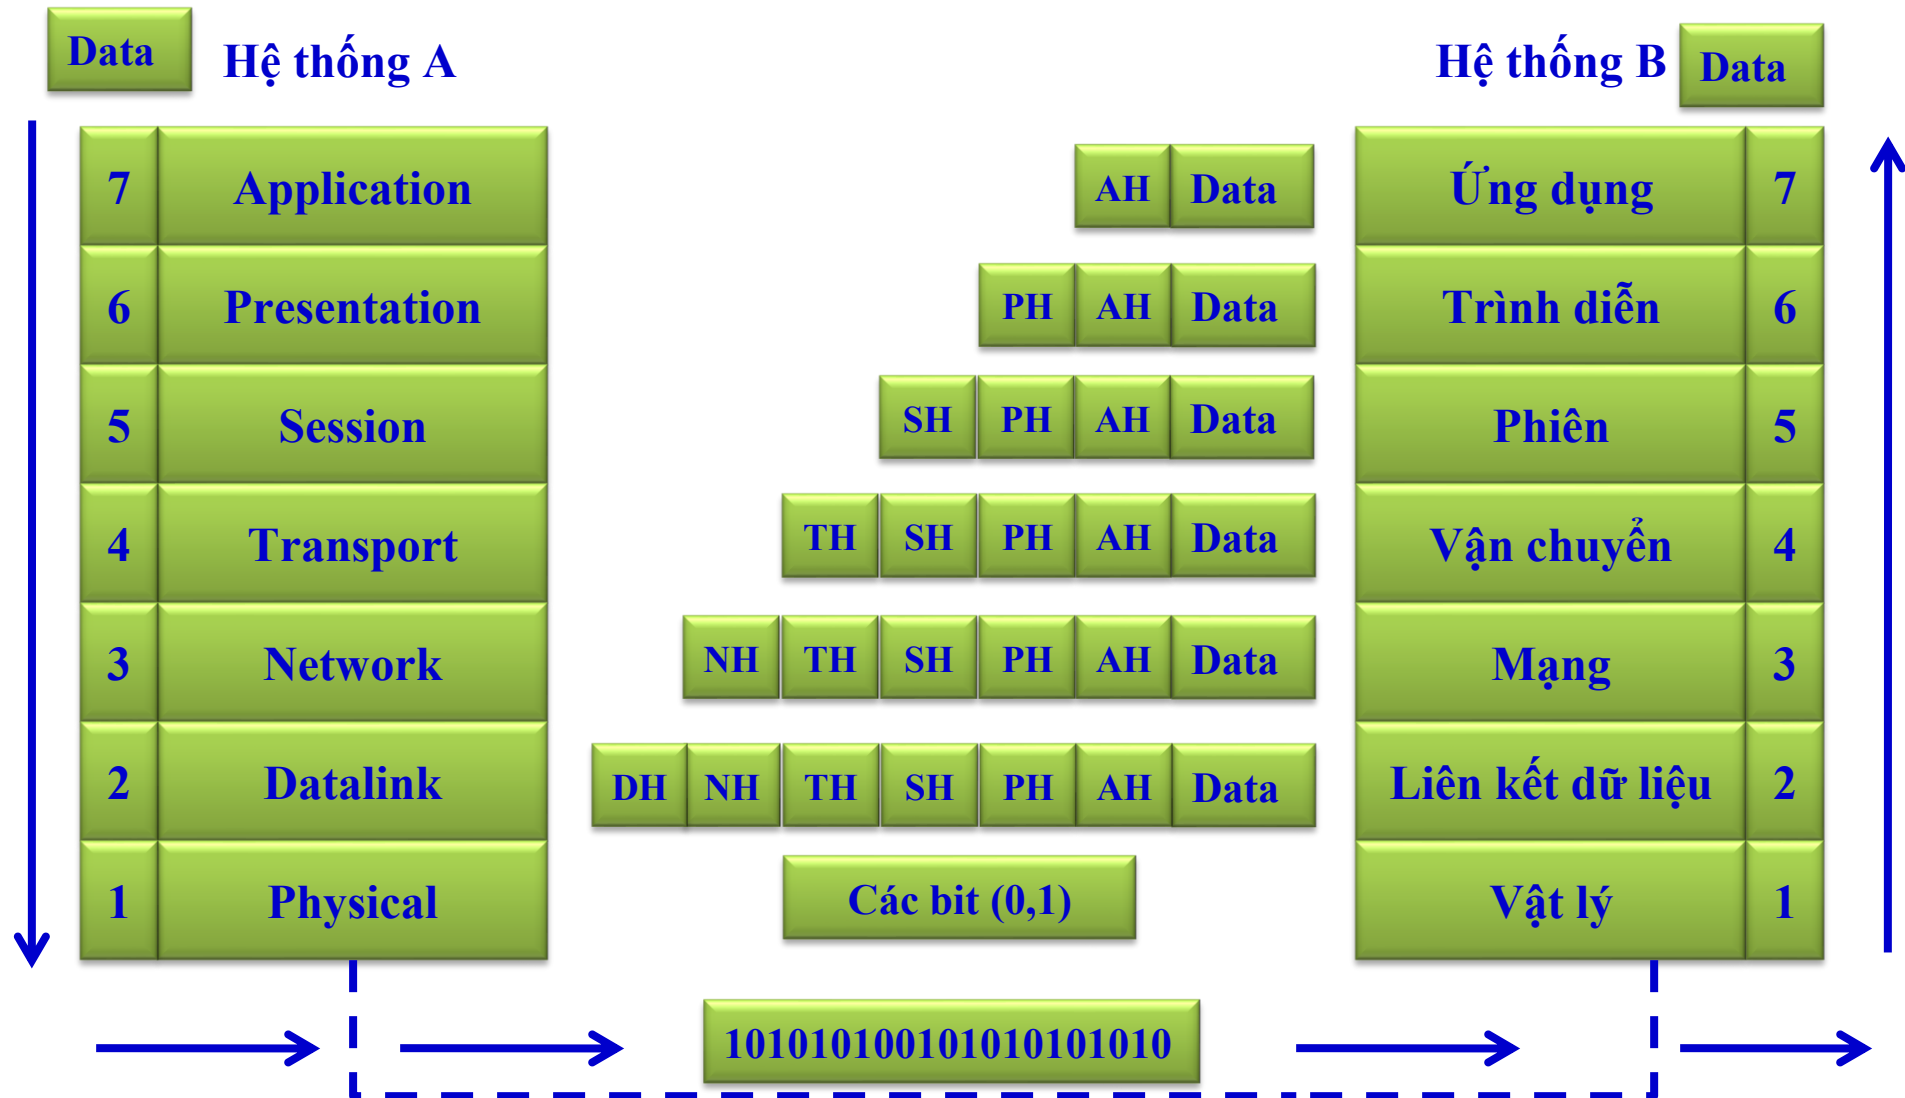 Data Hệ thống A Hệ thống B Data
7 Application AH Data Ứng dụng 7
6 Presentation PH AH Data Trình diễn 6
5 Session SH PH AH Data Phiên 5
4 Transport TH SH PH AH Data Vận chuyển 4
3 Network NH TH SH PH AH Data Mạng 3
2 Datalink DH NH TH SH PH AH Data Liên kết dữ liệu 2
1 Physical Các bit (0,1) Vật lý 1
101010100101010101010